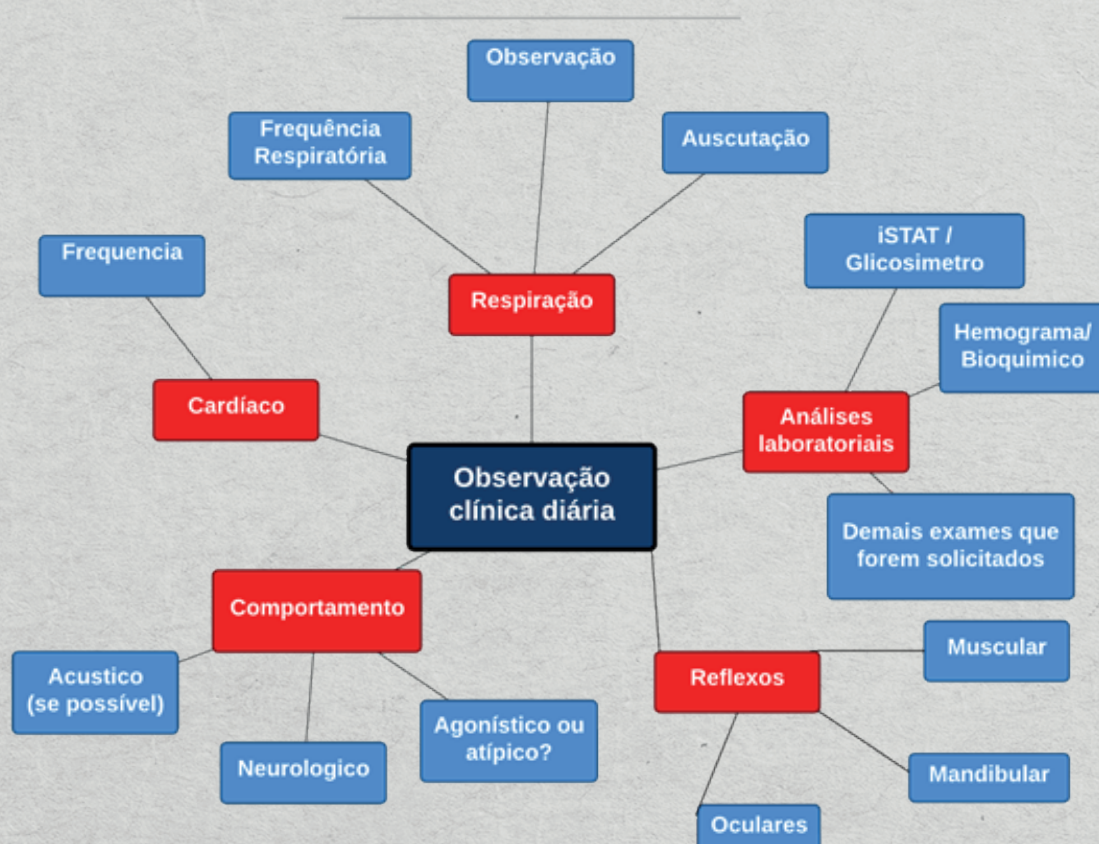 Observação
Frequência
Respiratória
Auscutação
Frequencia
iSTAT /
Glicosimetro
Respiração
Hemograma/
Bioquimico
Cardíaco
Análises
laboratoriais
Observação
clínica diária
Demais exames que
forem solicitados
Comportamento
Muscular
Acustico
(se possível)
Reflexos
Agonístico ou
atípico?
Neurologico
Mandibular
Oculares